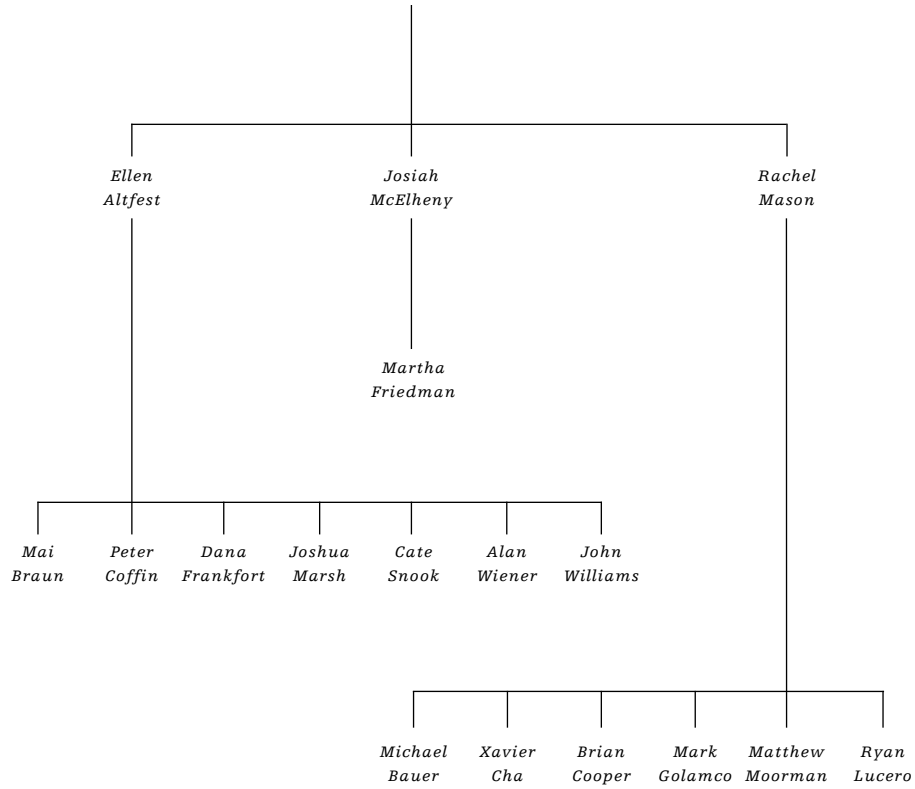 Ellen
Altfest
Josiah
McElheny
Rachel
Mason
Martha
Friedman
Mai
Braun
Peter
Coffin
Dana
Frankfort
Joshua
Marsh
Cate
Snook
Alan
Wiener
John
Williams
Michael
Bauer
Xavier
Cha
Brian
Cooper
Mark
Golamco
Matthew
Moorman
Ryan
Lucero